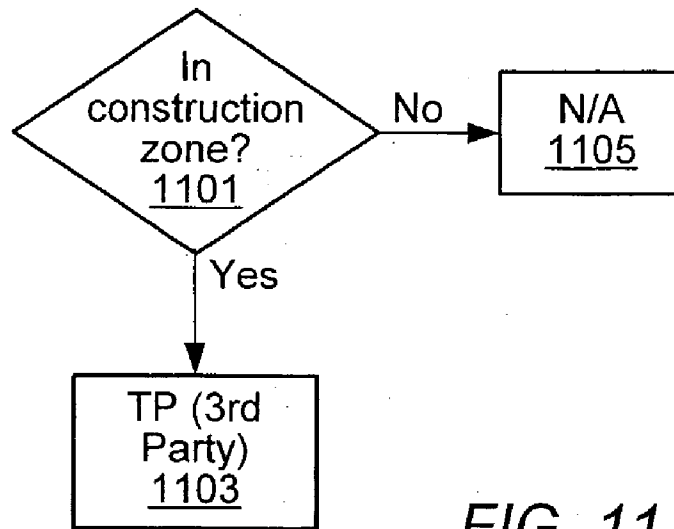 In
construction
zone?
1101
No
N/A
1105
Yes
TP (3rd
Party)
1103
FIG. 11